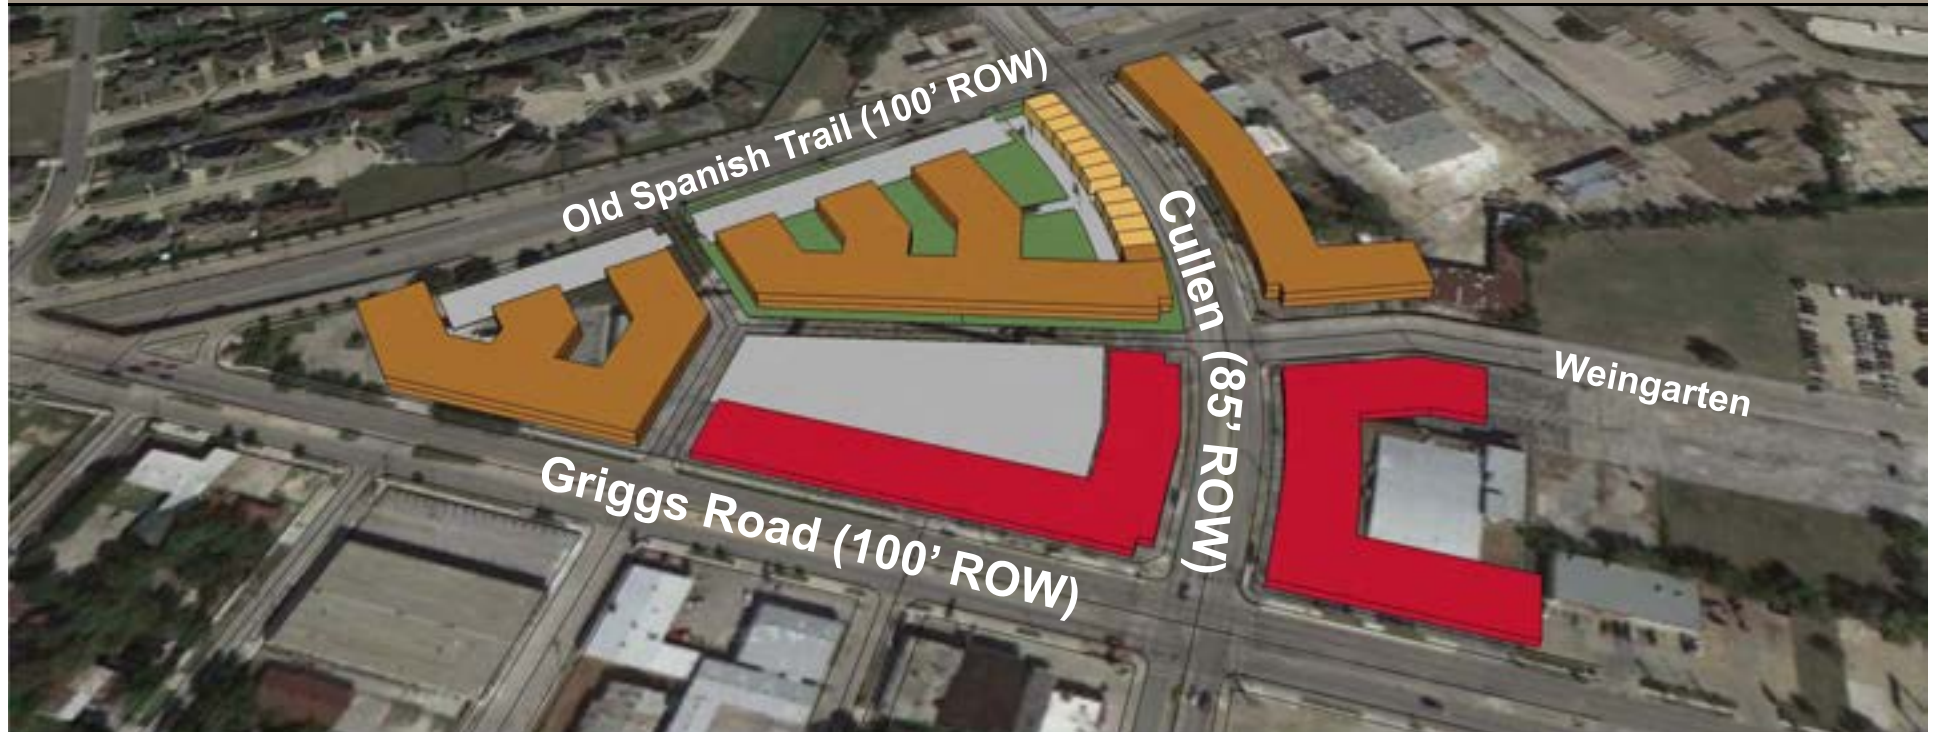 Old Spanish Trail (100’ ROW)
Cullen (85’ ROW)
Weingarten
Griggs Road (100’ ROW)